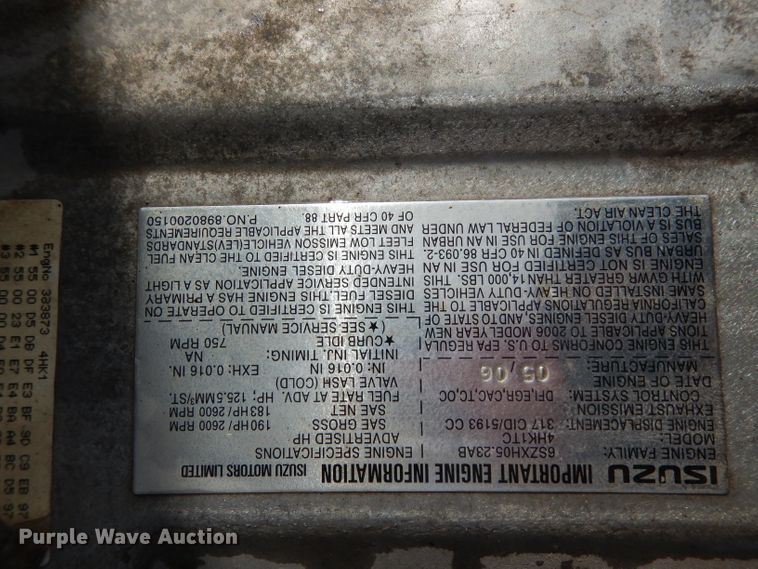 ISUZU IMPORTANT ENGINE INFORMATION ISUZU MOTORS LIMITED
ENGINE FAMILY: 6SZXH05.23AB
MODEL: 4HK1TC
ENGINE DISPLACEMENT: 317 CID/5193 CC
EXHAUST EMISSION
CONTROL SYSTEM: DFI,EGR,CAC,TC,OC
DATE OF ENGINE
MANUFACTURE: 05 / 06
THIS ENGINE CONFORMS TO U.S. EPA REGULA
TIONS APPLICABLE TO 2006 MODEL YEAR NEW
HEAVY-DUTY DIESEL ENGINES AND TO STATE OF
CALIFORNIA REGULATIONS APPLICABLE TO THE
SAME INSTALLED ON HEAVY-DUTY VEHICLES
WITH GVWR GREATER THAN 14,000 LBS. THIS
ENGINE IS NOT CERTIFIED FOR USE IN AN
URBAN BUS AS DEFINED IN 40 CFR 86.093-2.
SALES OF THIS ENGINE FOR USE IN AN URBAN
BUS IS A VIOLATION OF FEDERAL LAW UNDER
THE CLEAN AIR ACT.
ENGINE SPECIFICATIONS
ADVERTISED HP
SAE GROSS 190 HP/2600 RPM
SAE NET 183 HP/2600 RPM
FUEL RATE AT ADV. HP; 125.5MM³/ST.
VALVE LASH (COLD)
IN: 0.016 IN. EXH: 0.016 IN.
INITIAL INJ. TIMING: NA
★CURB IDLE 750 RPM
(★ SEE SERVICE MANUAL)
THIS ENGINE IS CERTIFIED TO OPERATE ON
DIESEL FUEL. THIS ENGINE HAS A PRIMARY
INTENDED SERVICE APPLICATION AS A LIGHT
HEAVY-DUTY DIESEL ENGINE.
THIS ENGINE IS CERTIFIED TO THE CLEAN FUEL
FLEET LOW EMISSON VEHICLE(LEV)STANDARDS
AND MEETS ALL THE APPLICABLE REQUIREMENTS
OF 40 CFR PART 88. P.NO.8980200150
EngNo 323873 4HK1
Purple Wave Auction